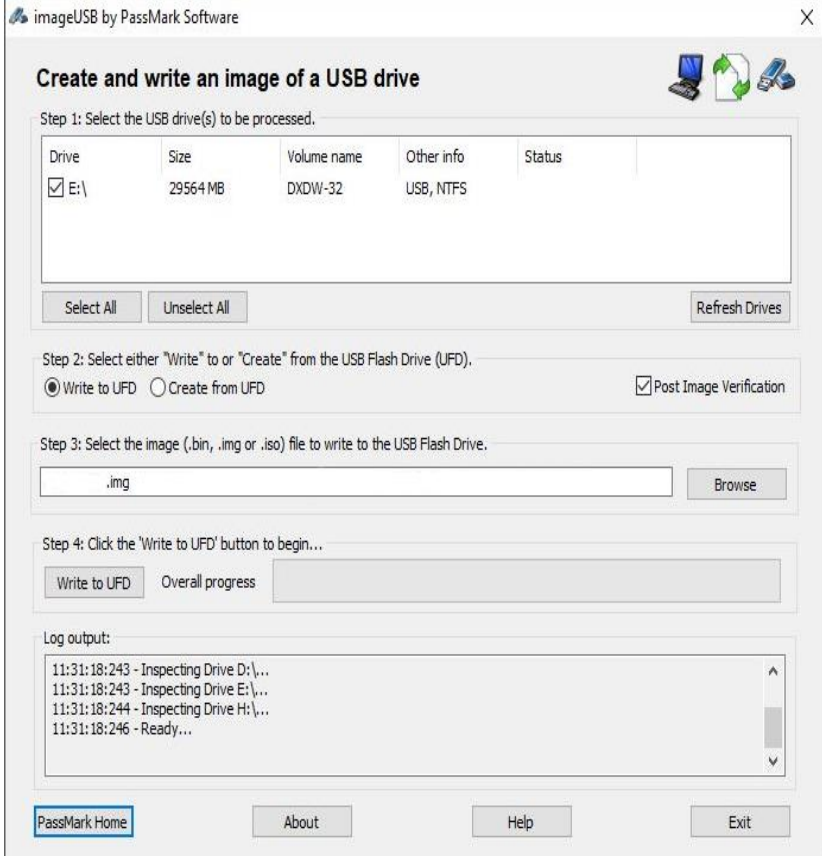 imageUSB by PassMark Software
Create and write an image of a USB drive
Step 1: Select the USB drive(s) to be processed.
Drive Size Volume name Other info Status
E:\ 29564 MB DXDW-32 USB, NTFS
Select All Unselect All Refresh Drives
Step 2: Select either "Write" to or "Create" from the USB Flash Drive (UFD).
Write to UFD Create from UFD Post Image Verification
Step 3: Select the image (.bin, .img or .iso) file to write to the USB Flash Drive.
.img Browse
Step 4: Click the 'Write to UFD' button to begin...
Write to UFD Overall progress
Log output:
11:31:18:243 - Inspecting Drive D:\...
11:31:18:243 - Inspecting Drive E:\...
11:31:18:244 - Inspecting Drive H:\...
11:31:18:246 - Ready...
PassMark Home About Help Exit